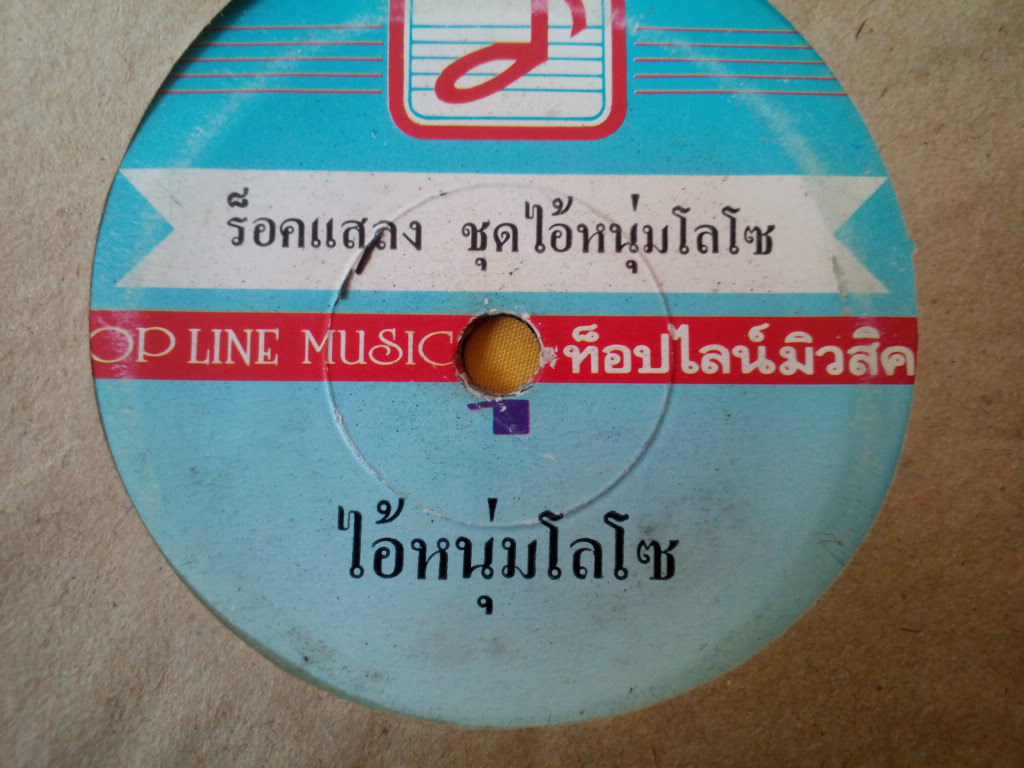 ร็อคแสลง ชุดไอ้หนุ่มโลโซ
OP LINE MUSIC ท็อปไลน์มิวสิค
ไอ้หนุ่มโลโซ